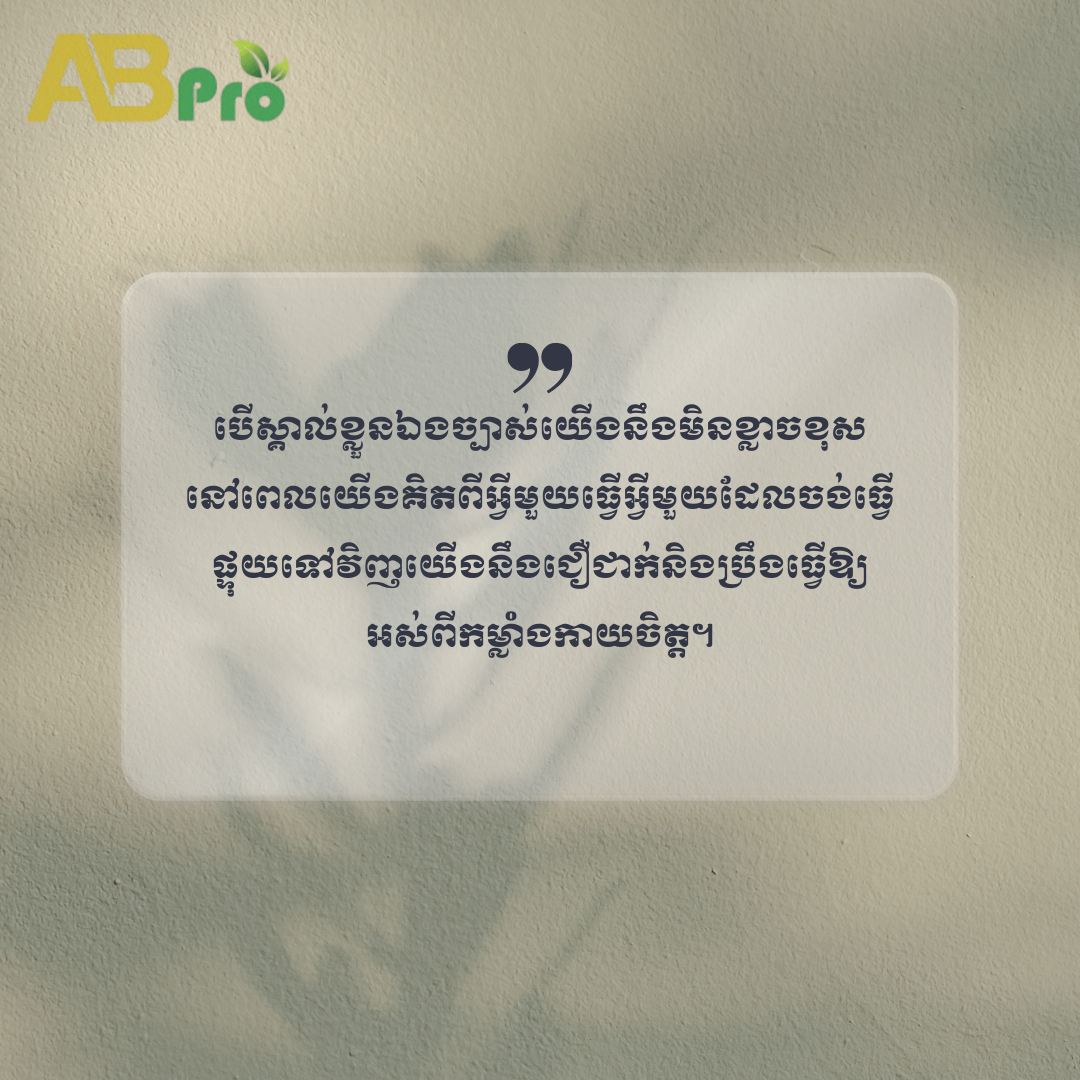 ABPro
”
បើស្គាល់ខ្លួនឯងច្បាស់យើងនឹងមិនខ្លាចខុស
នៅពេលយើងគិតពីអ្វីមួយធ្វើអ្វីមួយដែលចង់ធ្វើ
ផ្ទុយទៅវិញយើងនឹងជឿជាក់និងប្រឹងធ្វើឱ្យ
អស់ពីកម្លាំងកាយចិត្ត។